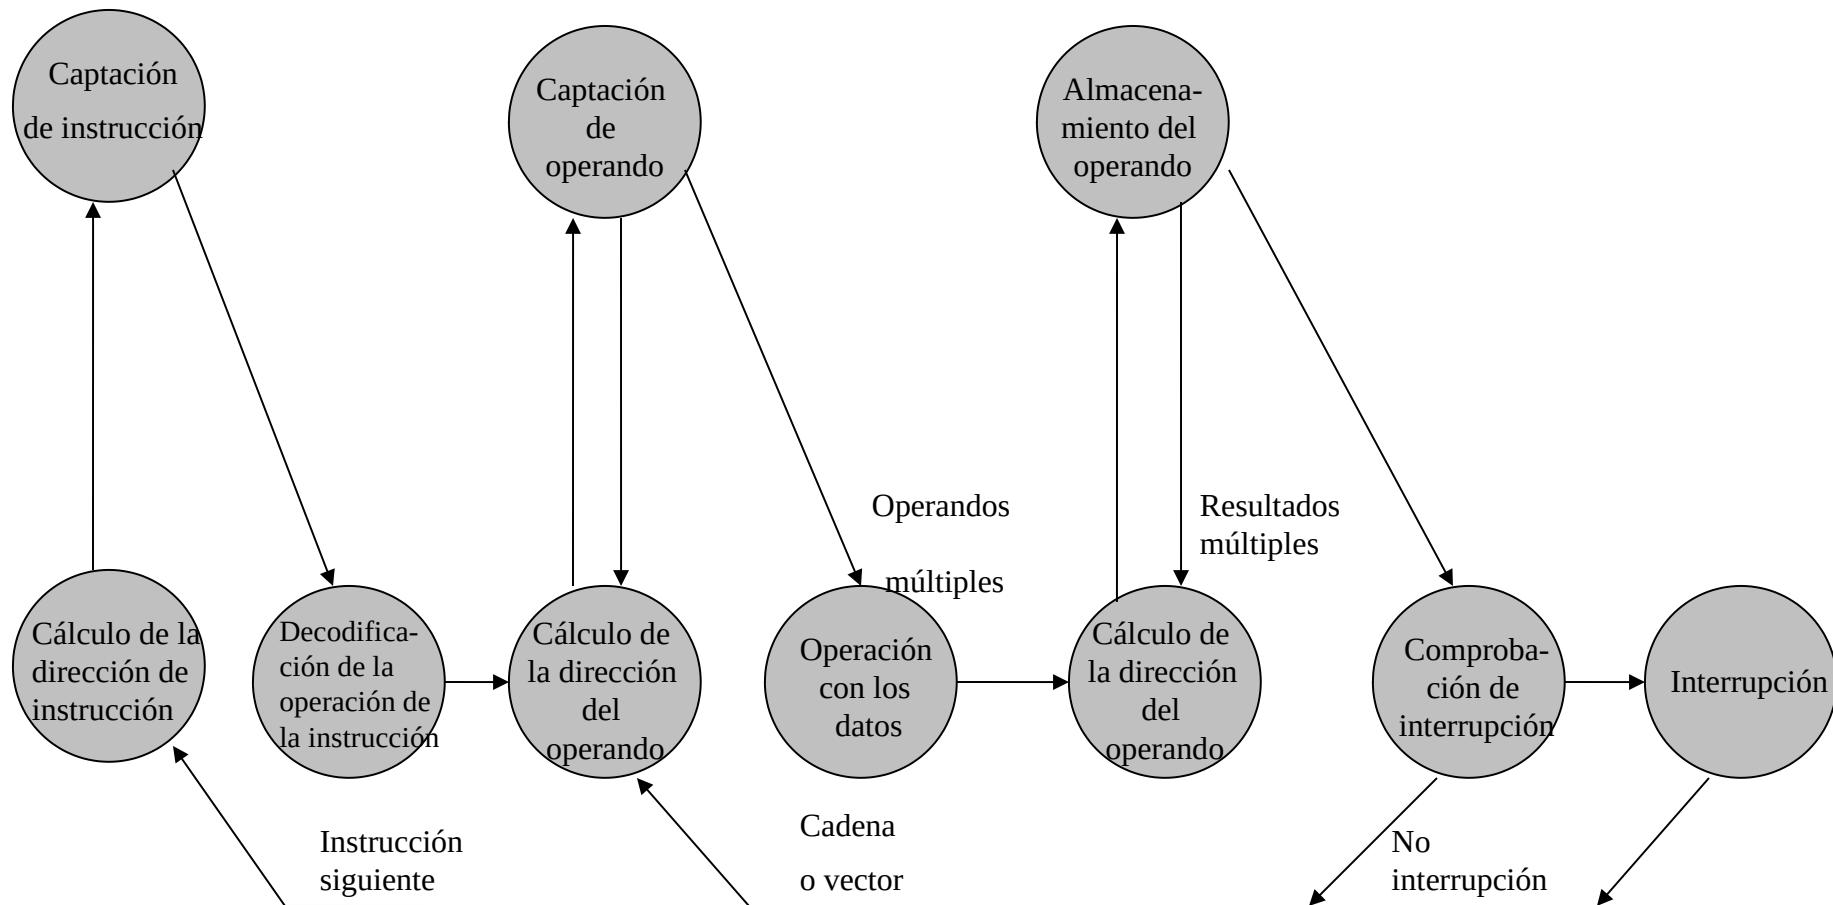 Captación
de instrucción
Captación
de
operando
Almacena-
miento del
operando
Operandos
múltiples
Resultados
múltiples
Cálculo de la
dirección de
instrucción
Decodifica-
ción de la
operación de
la instrucción
Cálculo de
la dirección
del
operando
Operación
con los
datos
Cálculo de
la dirección
del
operando
Comproba-
ción de
interrupción
Interrupción
Instrucción
siguiente
Cadena
o vector
No
interrupción